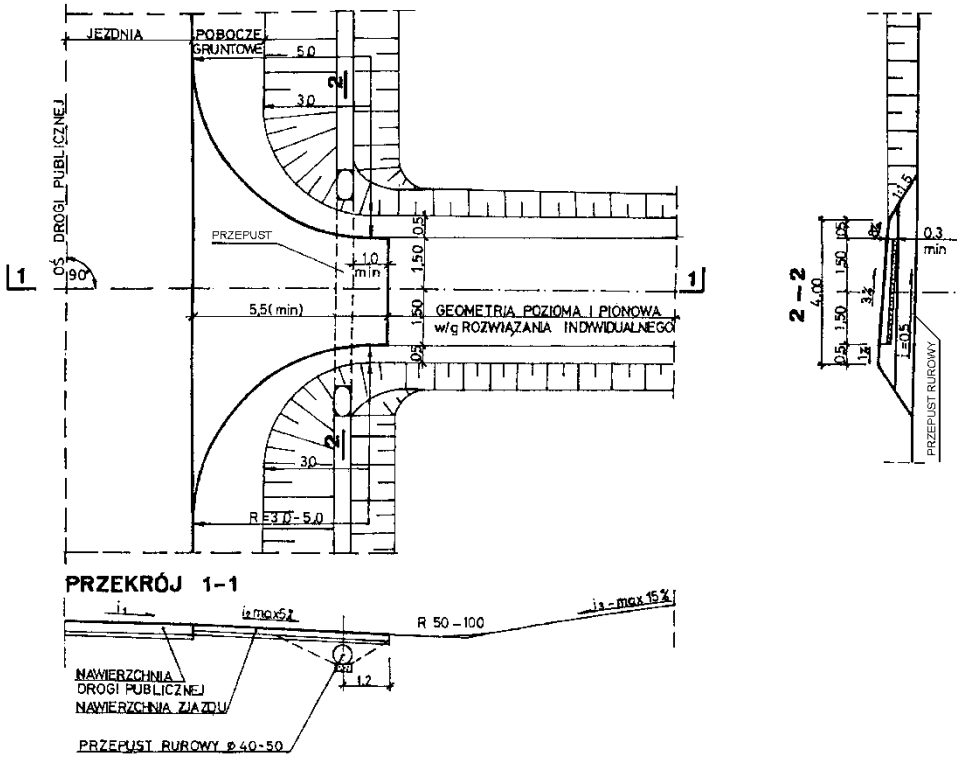 JEZDNIA
POBOCZE
GRUNTOWE
5,0
2
3,0
OŚ DROGI PUBLICZNEJ
90°
PRZEPUST
1,0
min
0,5
1,50
1
1
5,5(min)
1,50
GEOMETRIA POZIOMA I PIONOWA
w/g ROZWIĄZANIA INDYWIDUALNEGO
0,5
2
3,0
R=3,0-5,0
1:1,5
0,3
min
0,5
1,50
1,50
0,5
4.00
2-2
3%
i=0,5
PRZEPUST RUROWY
PRZEKRÓJ 1-1
i1
i2 max5%
R 50-100
i3-max 15%
1,2
NAWIERZCHNIA
DROGI PUBLICZNEJ
NAWIERZCHNIA ZJAZDU
PRZEPUST RUROWY ø 40-50